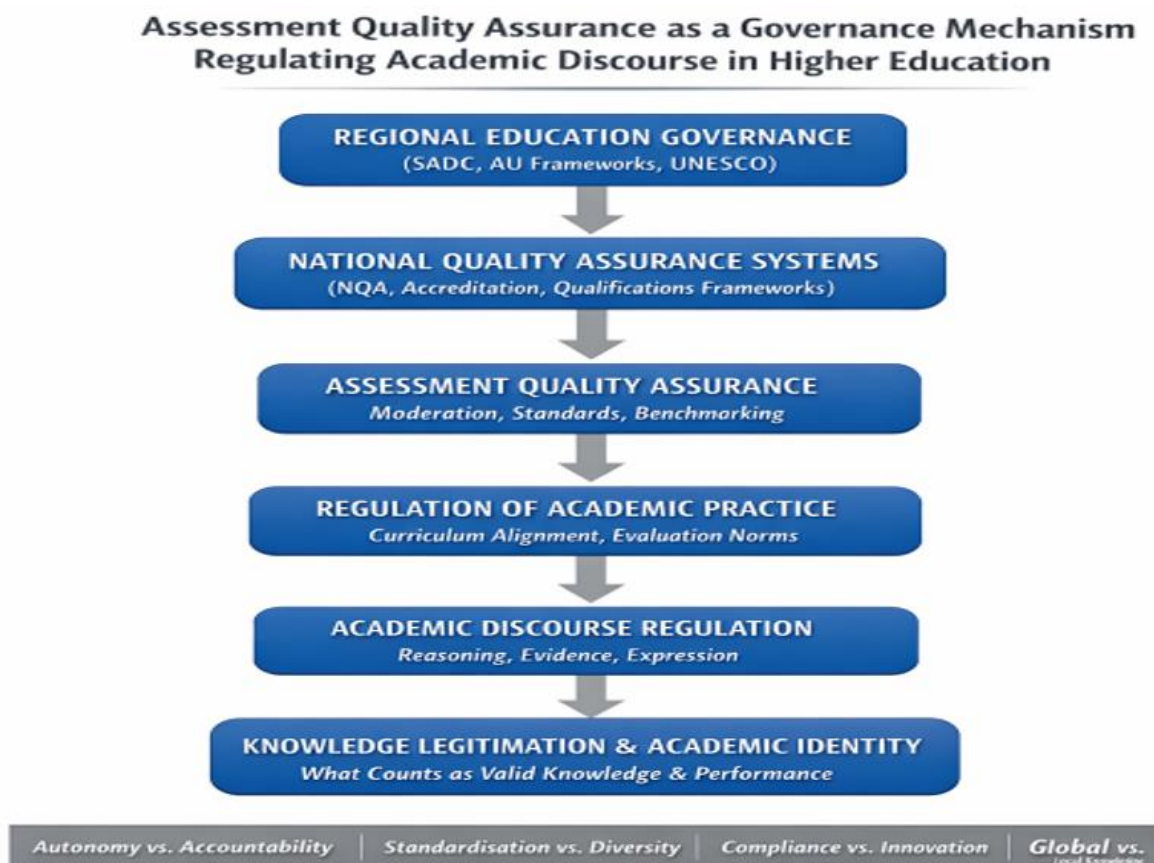 Assessment Quality Assurance as a Governance Mechanism
Regulating Academic Discourse in Higher Education
REGIONAL EDUCATION GOVERNANCE
(SADC, AU Frameworks, UNESCO)
NATIONAL QUALITY ASSURANCE SYSTEMS
(NQA, Accreditation, Qualifications Frameworks)
ASSESSMENT QUALITY ASSURANCE
Moderation, Standards, Benchmarking
REGULATION OF ACADEMIC PRACTICE
Curriculum Alignment, Evaluation Norms
ACADEMIC DISCOURSE REGULATION
Reasoning, Evidence, Expression
KNOWLEDGE LEGITIMATION & ACADEMIC IDENTITY
What Counts as Valid Knowledge & Performance
Autonomy vs. Accountability | Standardisation vs. Diversity | Compliance vs. Innovation | Global vs.
Local Knowledge